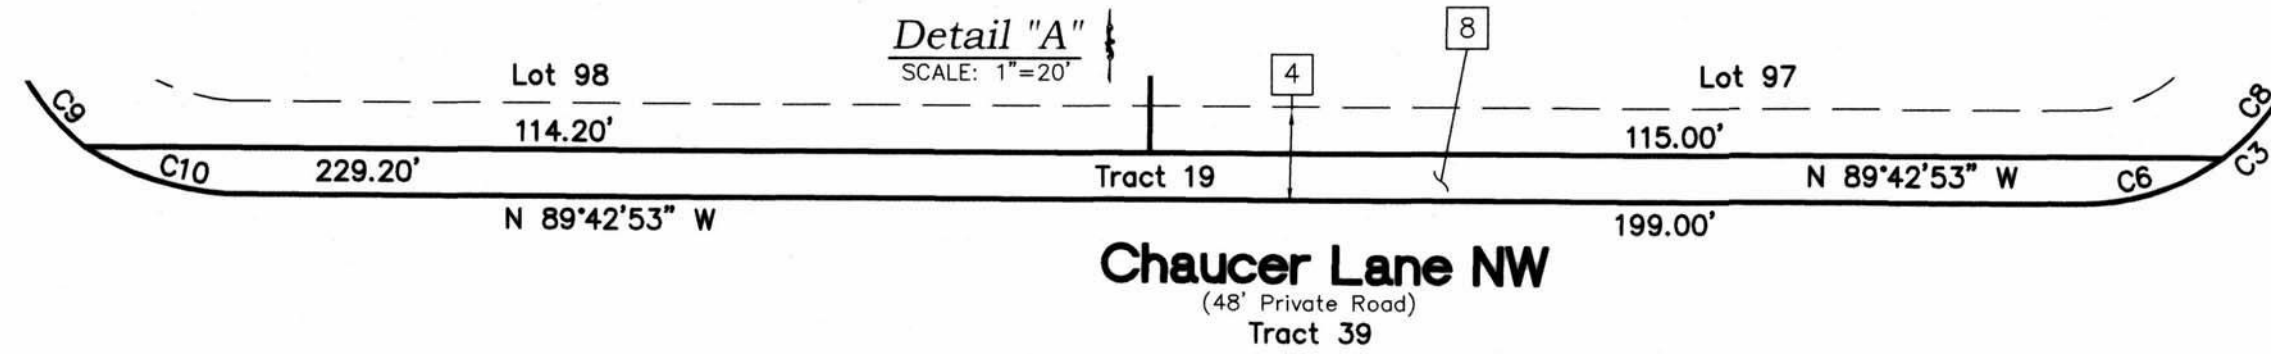 Detail "A"
SCALE: 1"=20'
8
4
Lot 98
Lot 97
C9
C8
114.20'
115.00'
C10
229.20'
Tract 19
N 89°42'53" W
C6
C3
N 89°42'53" W
199.00'
Chaucer Lane NW
(48' Private Road)
Tract 39